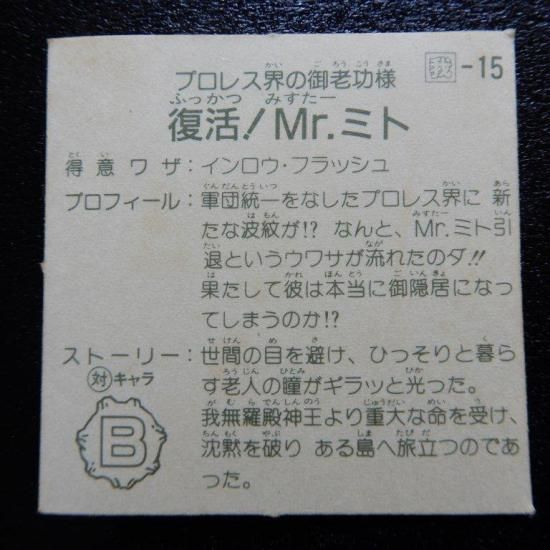 -15
プロレス界の御老功様
復活!Mr.ミト
得意ワザ:インロウ・フラッシュ
プロフィール:軍団統一をなしたプロレス界に 新
たな波紋が!? なんと、Mr.ミト引
退というウワサが流れたのダ!!
果たして彼は本当に御隠居になっ
てしまうのか!?
ストーリー:世間の目を避け、ひっそりと暮ら
す老人の瞳がギラッと光った。
我無羅殿神王より重大な命を受け、
沈黙を破り ある島へ旅立つのであ
った。
対キャラ
B